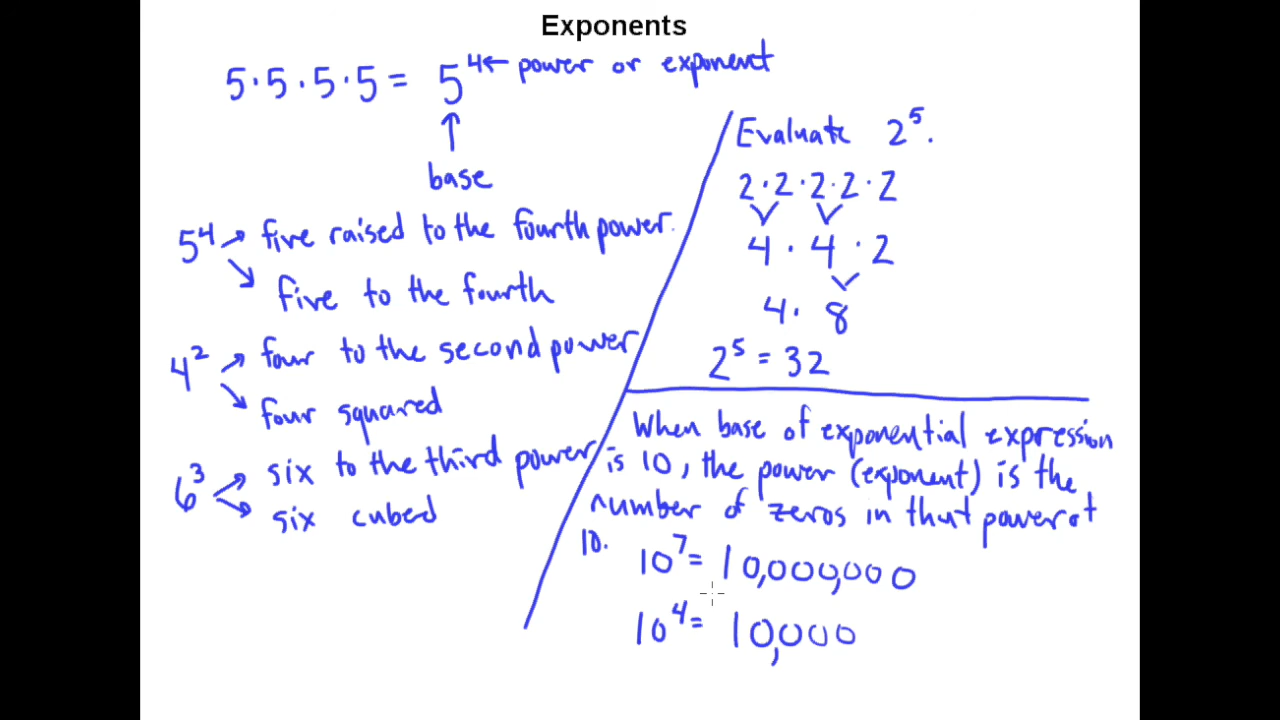 Exponents
5·5·5·5 = 5⁴ ← power or exponent
↑
base
5⁴ → five raised to the fourth power.
→ five to the fourth
4² → four to the second power
→ four squared
6³ → six to the third power
→ six cubed
Evaluate 2⁵.
2·2·2·2·2
4·4·2
4·8
2⁵ = 32
When base of exponential expression
is 10, the power (exponent) is the
number of zeros in that power of
10.
10⁷ = 10,000,000
10⁴ = 10,000